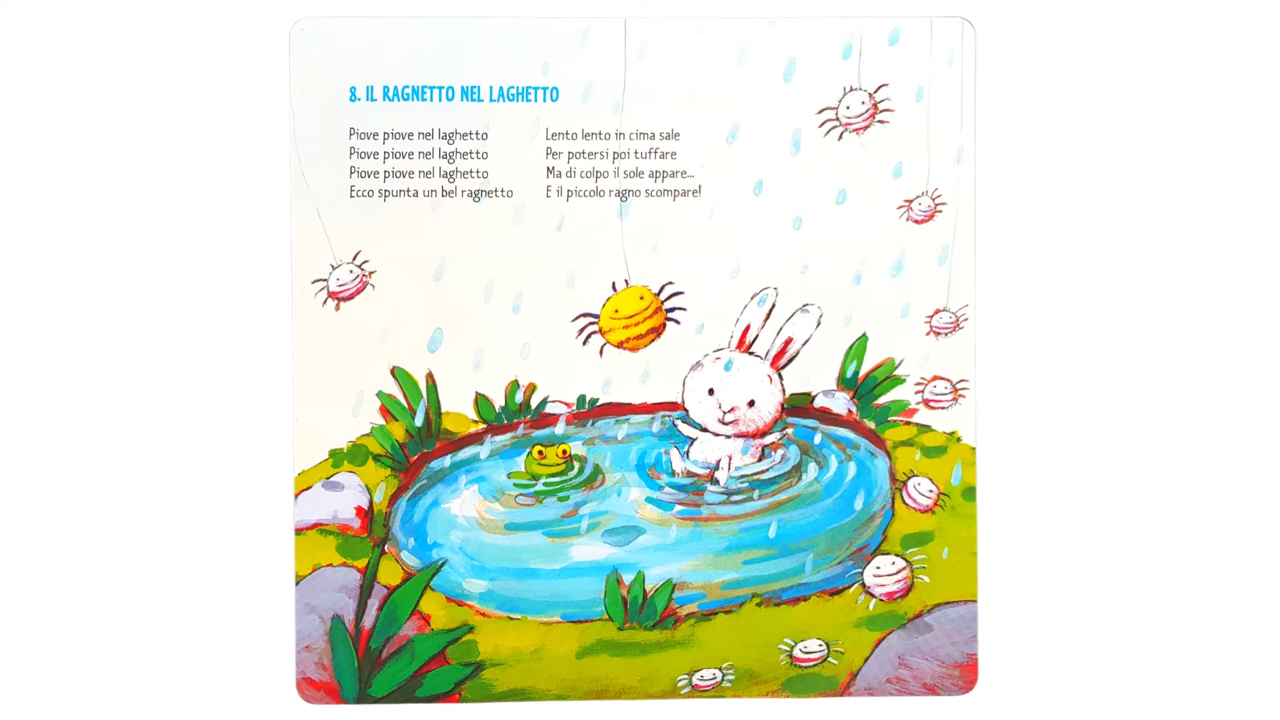 8. IL RAGNETTO NEL LAGHETTO
Piove piove nel laghetto
Piove piove nel laghetto
Piove piove nel laghetto
Ecco spunta un bel ragnetto
Lento lento in cima sale
Per potersi poi tuffare
Ma di colpo il sole appare...
E il piccolo ragno scompare!